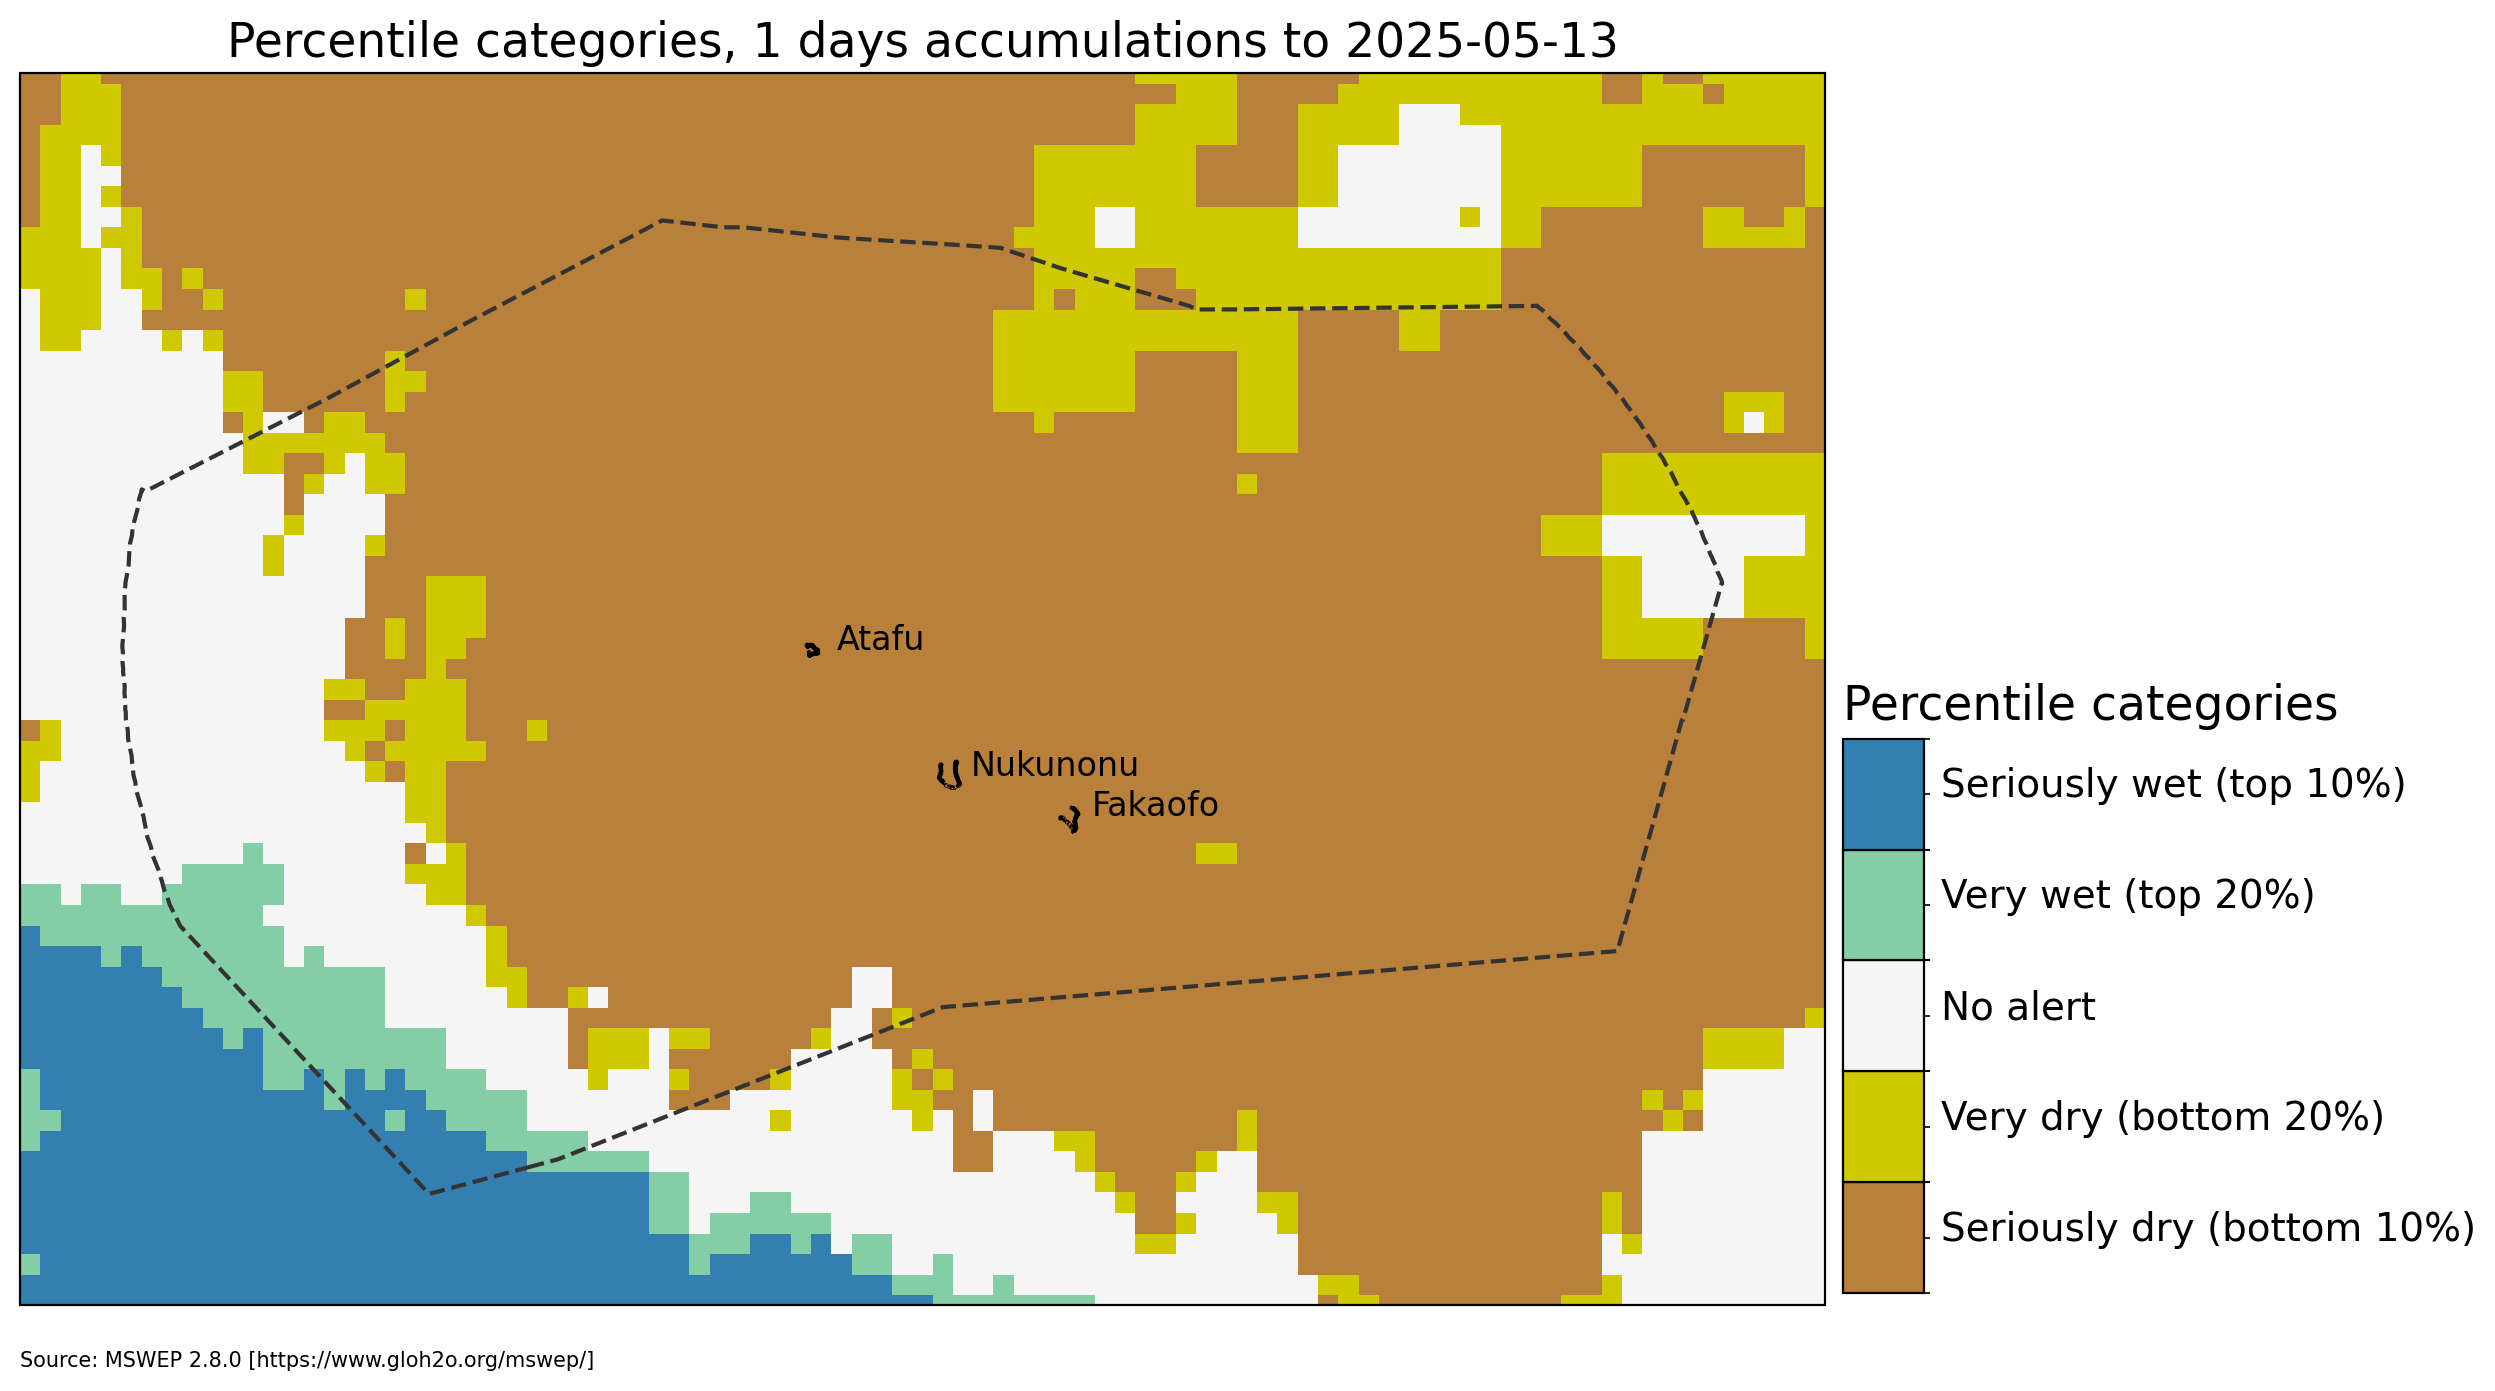 Percentile categories, 1 days accumulations to 2025-05-13
Atafu
Nukunonu
Fakaofo
Percentile categories
Seriously wet (top 10%)
Very wet (top 20%)
No alert
Very dry (bottom 20%)
Seriously dry (bottom 10%)
Source: MSWEP 2.8.0 [https://www.gloh2o.org/mswep/]